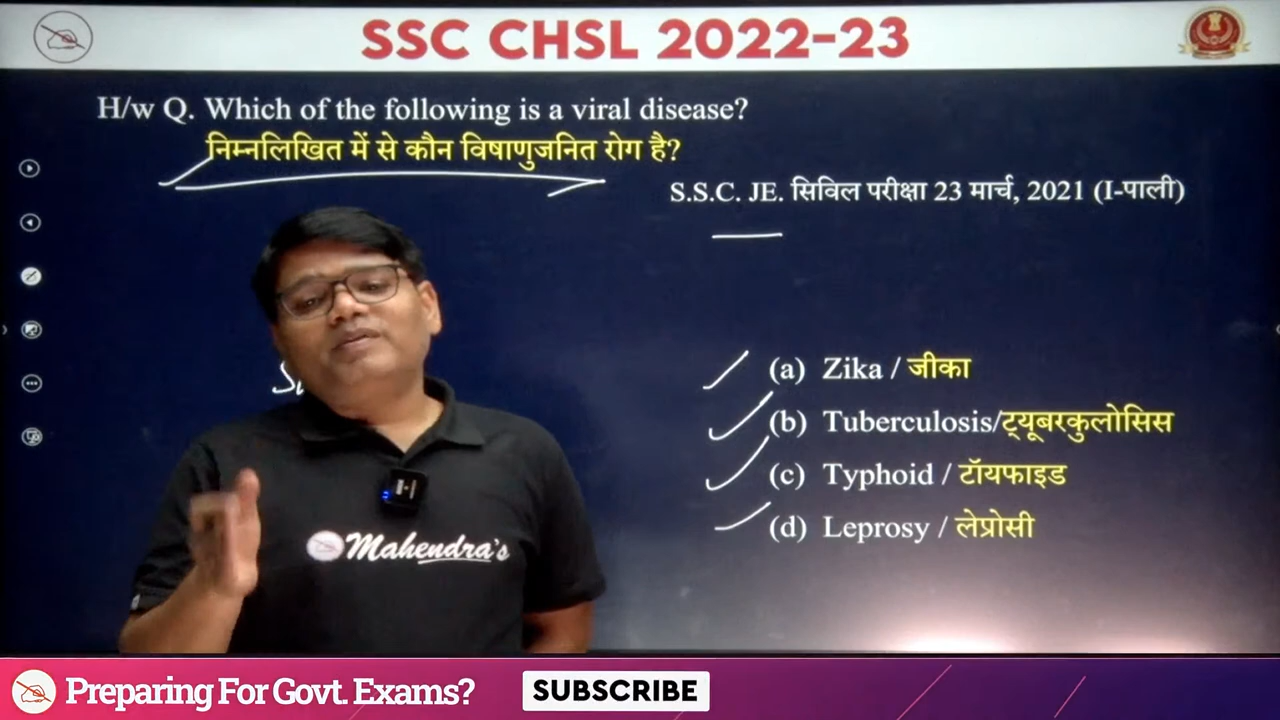 SSC CHSL 2022-23
H/w Q. Which of the following is a viral disease?
निम्नलिखित में से कौन विषाणुजनित रोग है?
S.S.C. JE. सिविल परीक्षा 23 मार्च, 2021 (I-पाली)
(a) Zika / जीका
(b) Tuberculosis/ट्यूबरकुलोसिस
(c) Typhoid / टॉयफाइड
(d) Leprosy / लेप्रोसी
Mahendra's
Preparing For Govt. Exams?
SUBSCRIBE